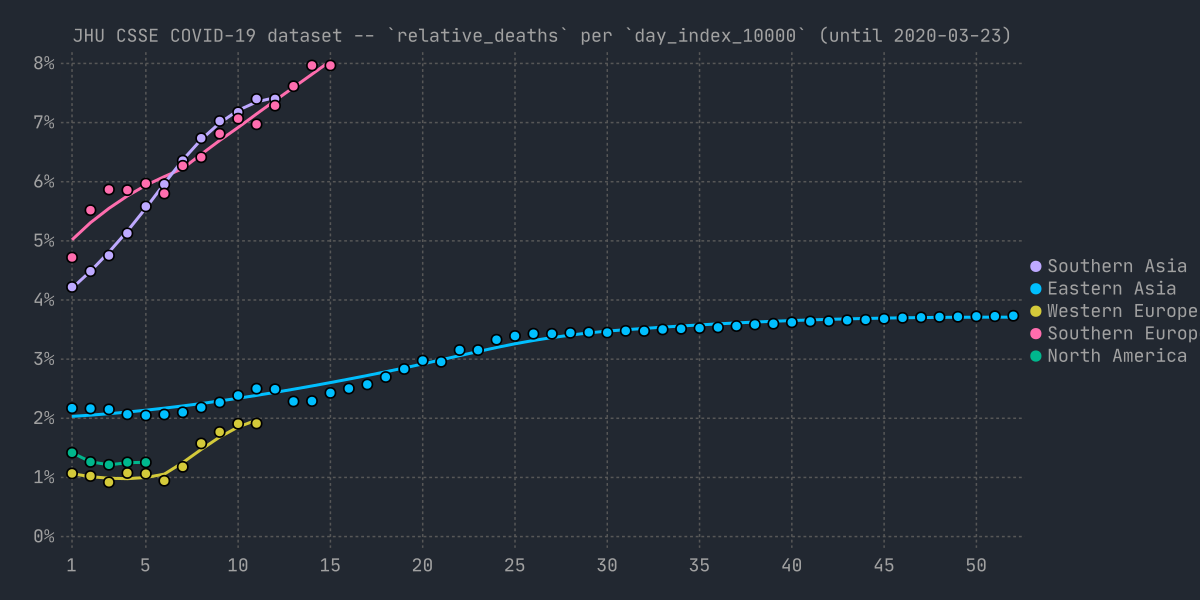 JHU CSSE COVID-19 dataset -- `relative_deaths` per `day_index_10000` (until 2020-03-23)
8%
7%
6%
5%
4%
3%
2%
1%
0%
1 5 10 15 20 25 30 35 40 45 50
Southern Asia
Eastern Asia
Western Europe
Southern Europ
North America